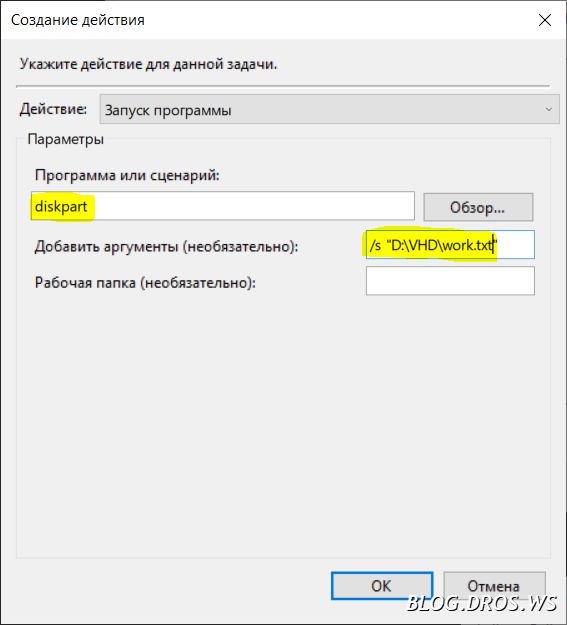 Создание действия
Укажите действие для данной задачи.
Действие: Запуск программы
Параметры
Программа или сценарий:
diskpart Обзор...
Добавить аргументы (необязательно): /s "D:\VHD\work.txt"
Рабочая папка (необязательно):
OK Отмена
BLOG.DROS.WS